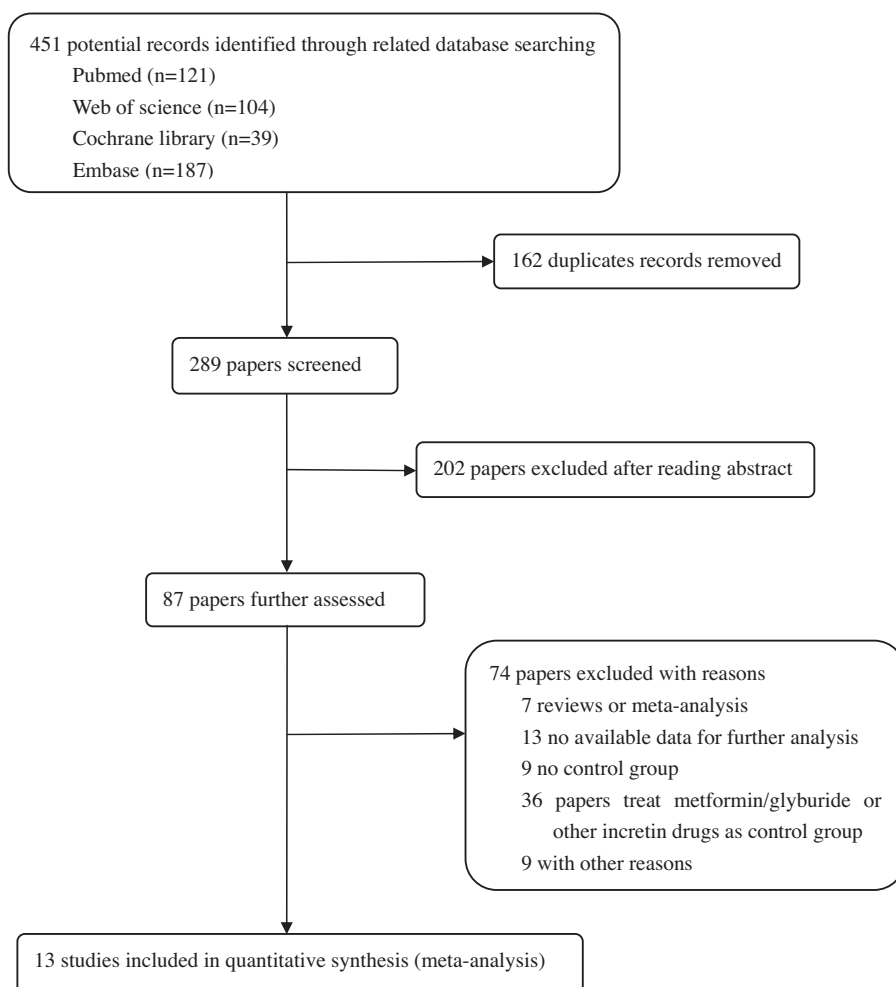 451 potential records identified through related database searching
Pubmed (n=121)
Web of science (n=104)
Cochrane library (n=39)
Embase (n=187)
162 duplicates records removed
289 papers screened
202 papers excluded after reading abstract
87 papers further assessed
74 papers excluded with reasons
7 reviews or meta-analysis
13 no available data for further analysis
9 no control group
36 papers treat metformin/glyburide or
other incretin drugs as control group
9 with other reasons
13 studies included in quantitative synthesis (meta-analysis)